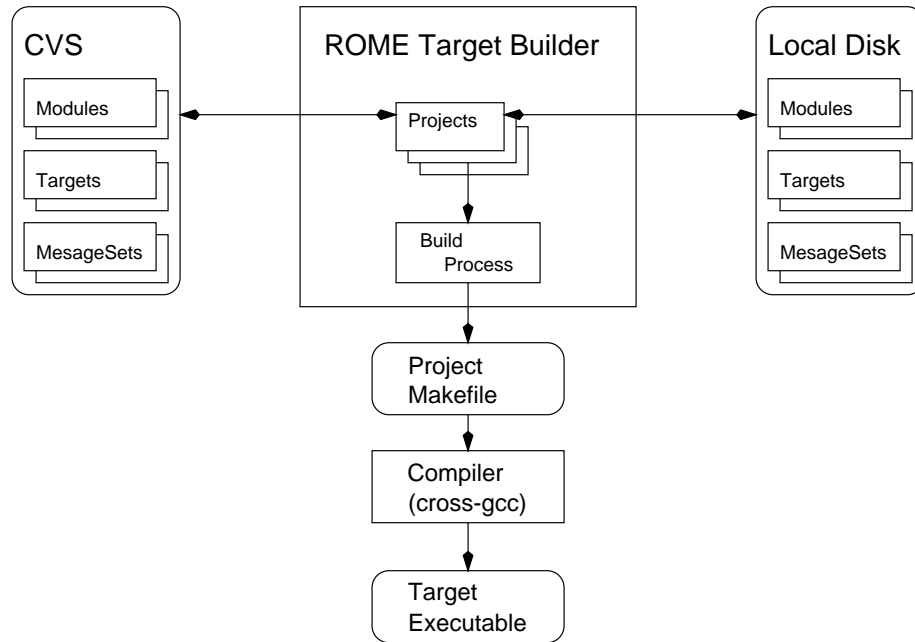 CVS
Modules
Targets
MesageSets
ROME Target Builder
Projects
Build
Process
Local Disk
Modules
Targets
MesageSets
Project
Makefile
Compiler
(cross-gcc)
Target
Executable